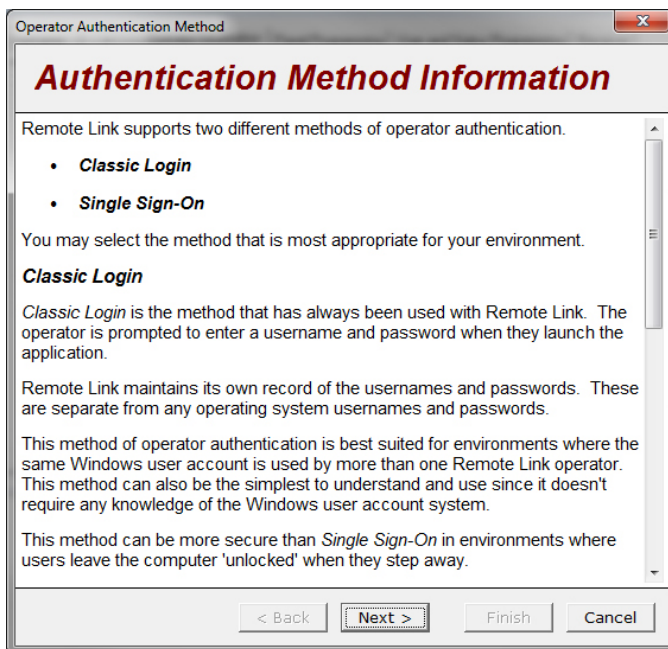 Operator Authentication Method
Authentication Method Information
Remote Link supports two different methods of operator authentication.
• Classic Login
• Single Sign-On
You may select the method that is most appropriate for your environment.
Classic Login
Classic Login is the method that has always been used with Remote Link. The
operator is prompted to enter a username and password when they launch the
application.
Remote Link maintains its own record of the usernames and passwords. These
are separate from any operating system usernames and passwords.
This method of operator authentication is best suited for environments where the
same Windows user account is used by more than one Remote Link operator.
This method can also be the simplest to understand and use since it doesn't
require any knowledge of the Windows user account system.
This method can be more secure than Single Sign-On in environments where
users leave the computer 'unlocked' when they step away.
< Back Next > Finish Cancel